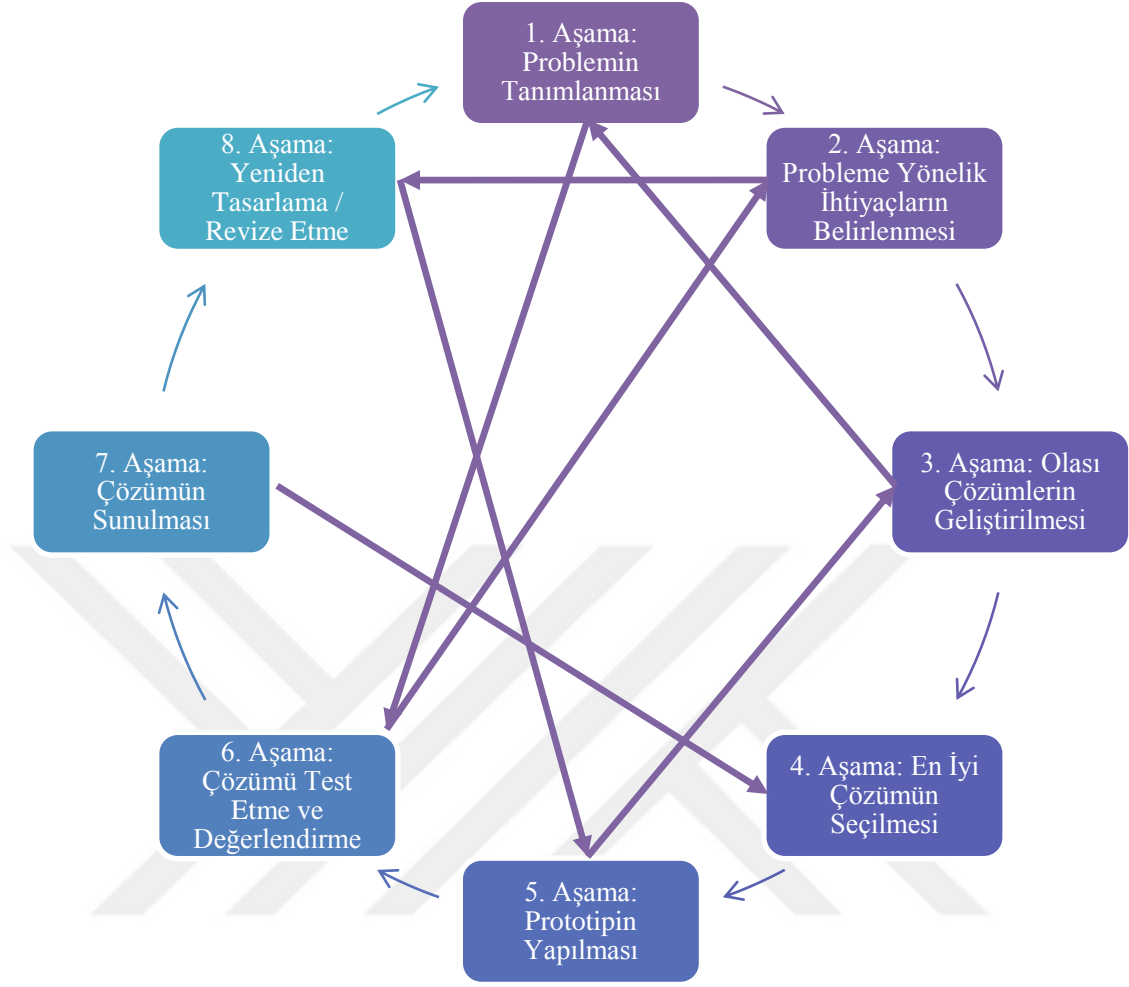 1. Aşama:
Problemin
Tanımlanması
2. Aşama:
Probleme Yönelik
İhtiyaçların
Belirlenmesi
3. Aşama: Olası
Çözümlerin
Geliştirilmesi
4. Aşama: En İyi
Çözümün
Seçilmesi
5. Aşama:
Prototipin
Yapılması
6. Aşama:
Çözümü Test
Etme ve
Değerlendirme
7. Aşama:
Çözümün
Sunulması
8. Aşama:
Yeniden
Tasarlama /
Revize Etme